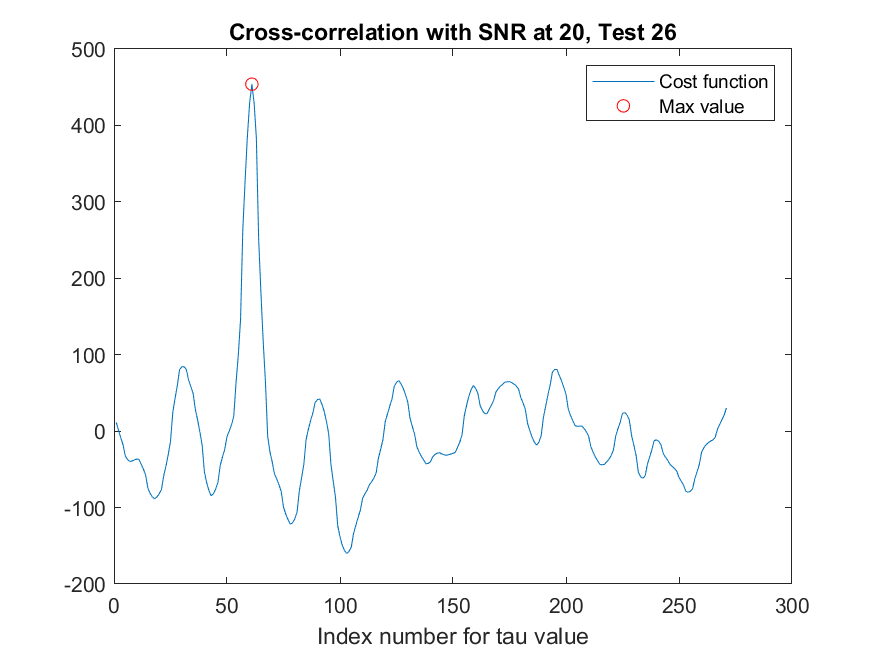 Cross-correlation with SNR at 20, Test 26
500
400
300
200
100
0
-100
-200
0 50 100 150 200 250 300
Index number for tau value
Cost function
Max value